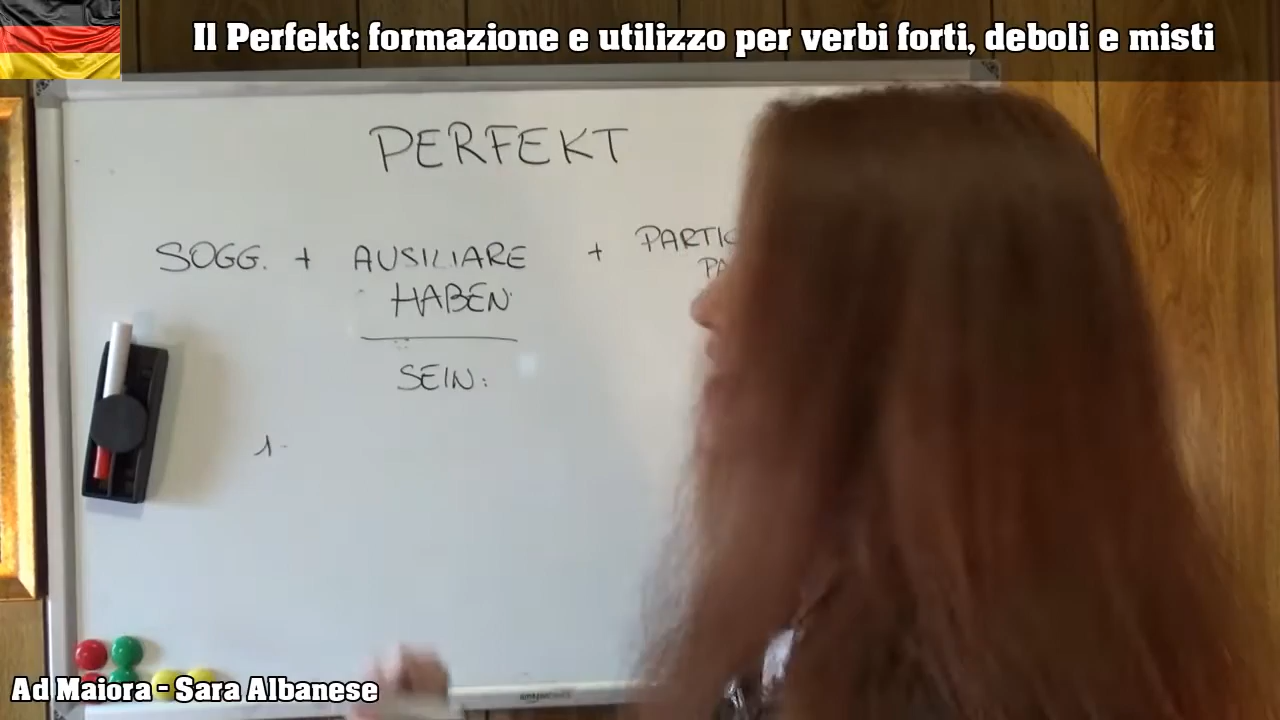 Il Perfekt: formazione e utilizzo per verbi forti, deboli e misti
PERFEKT
SOGG. + AUSILIARE +
HABEN
SEIN:
1-
Ad Maiora - Sara Albanese